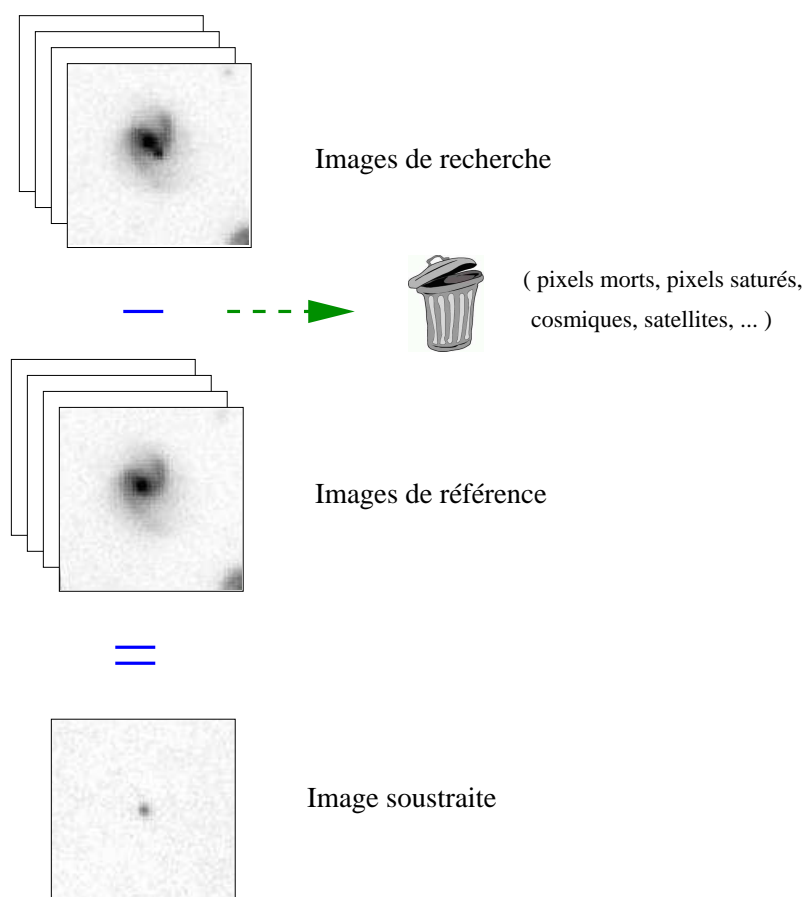 Images de recherche
( pixels morts, pixels saturés,
cosmiques, satellites, ... )
Images de référence
Image soustraite